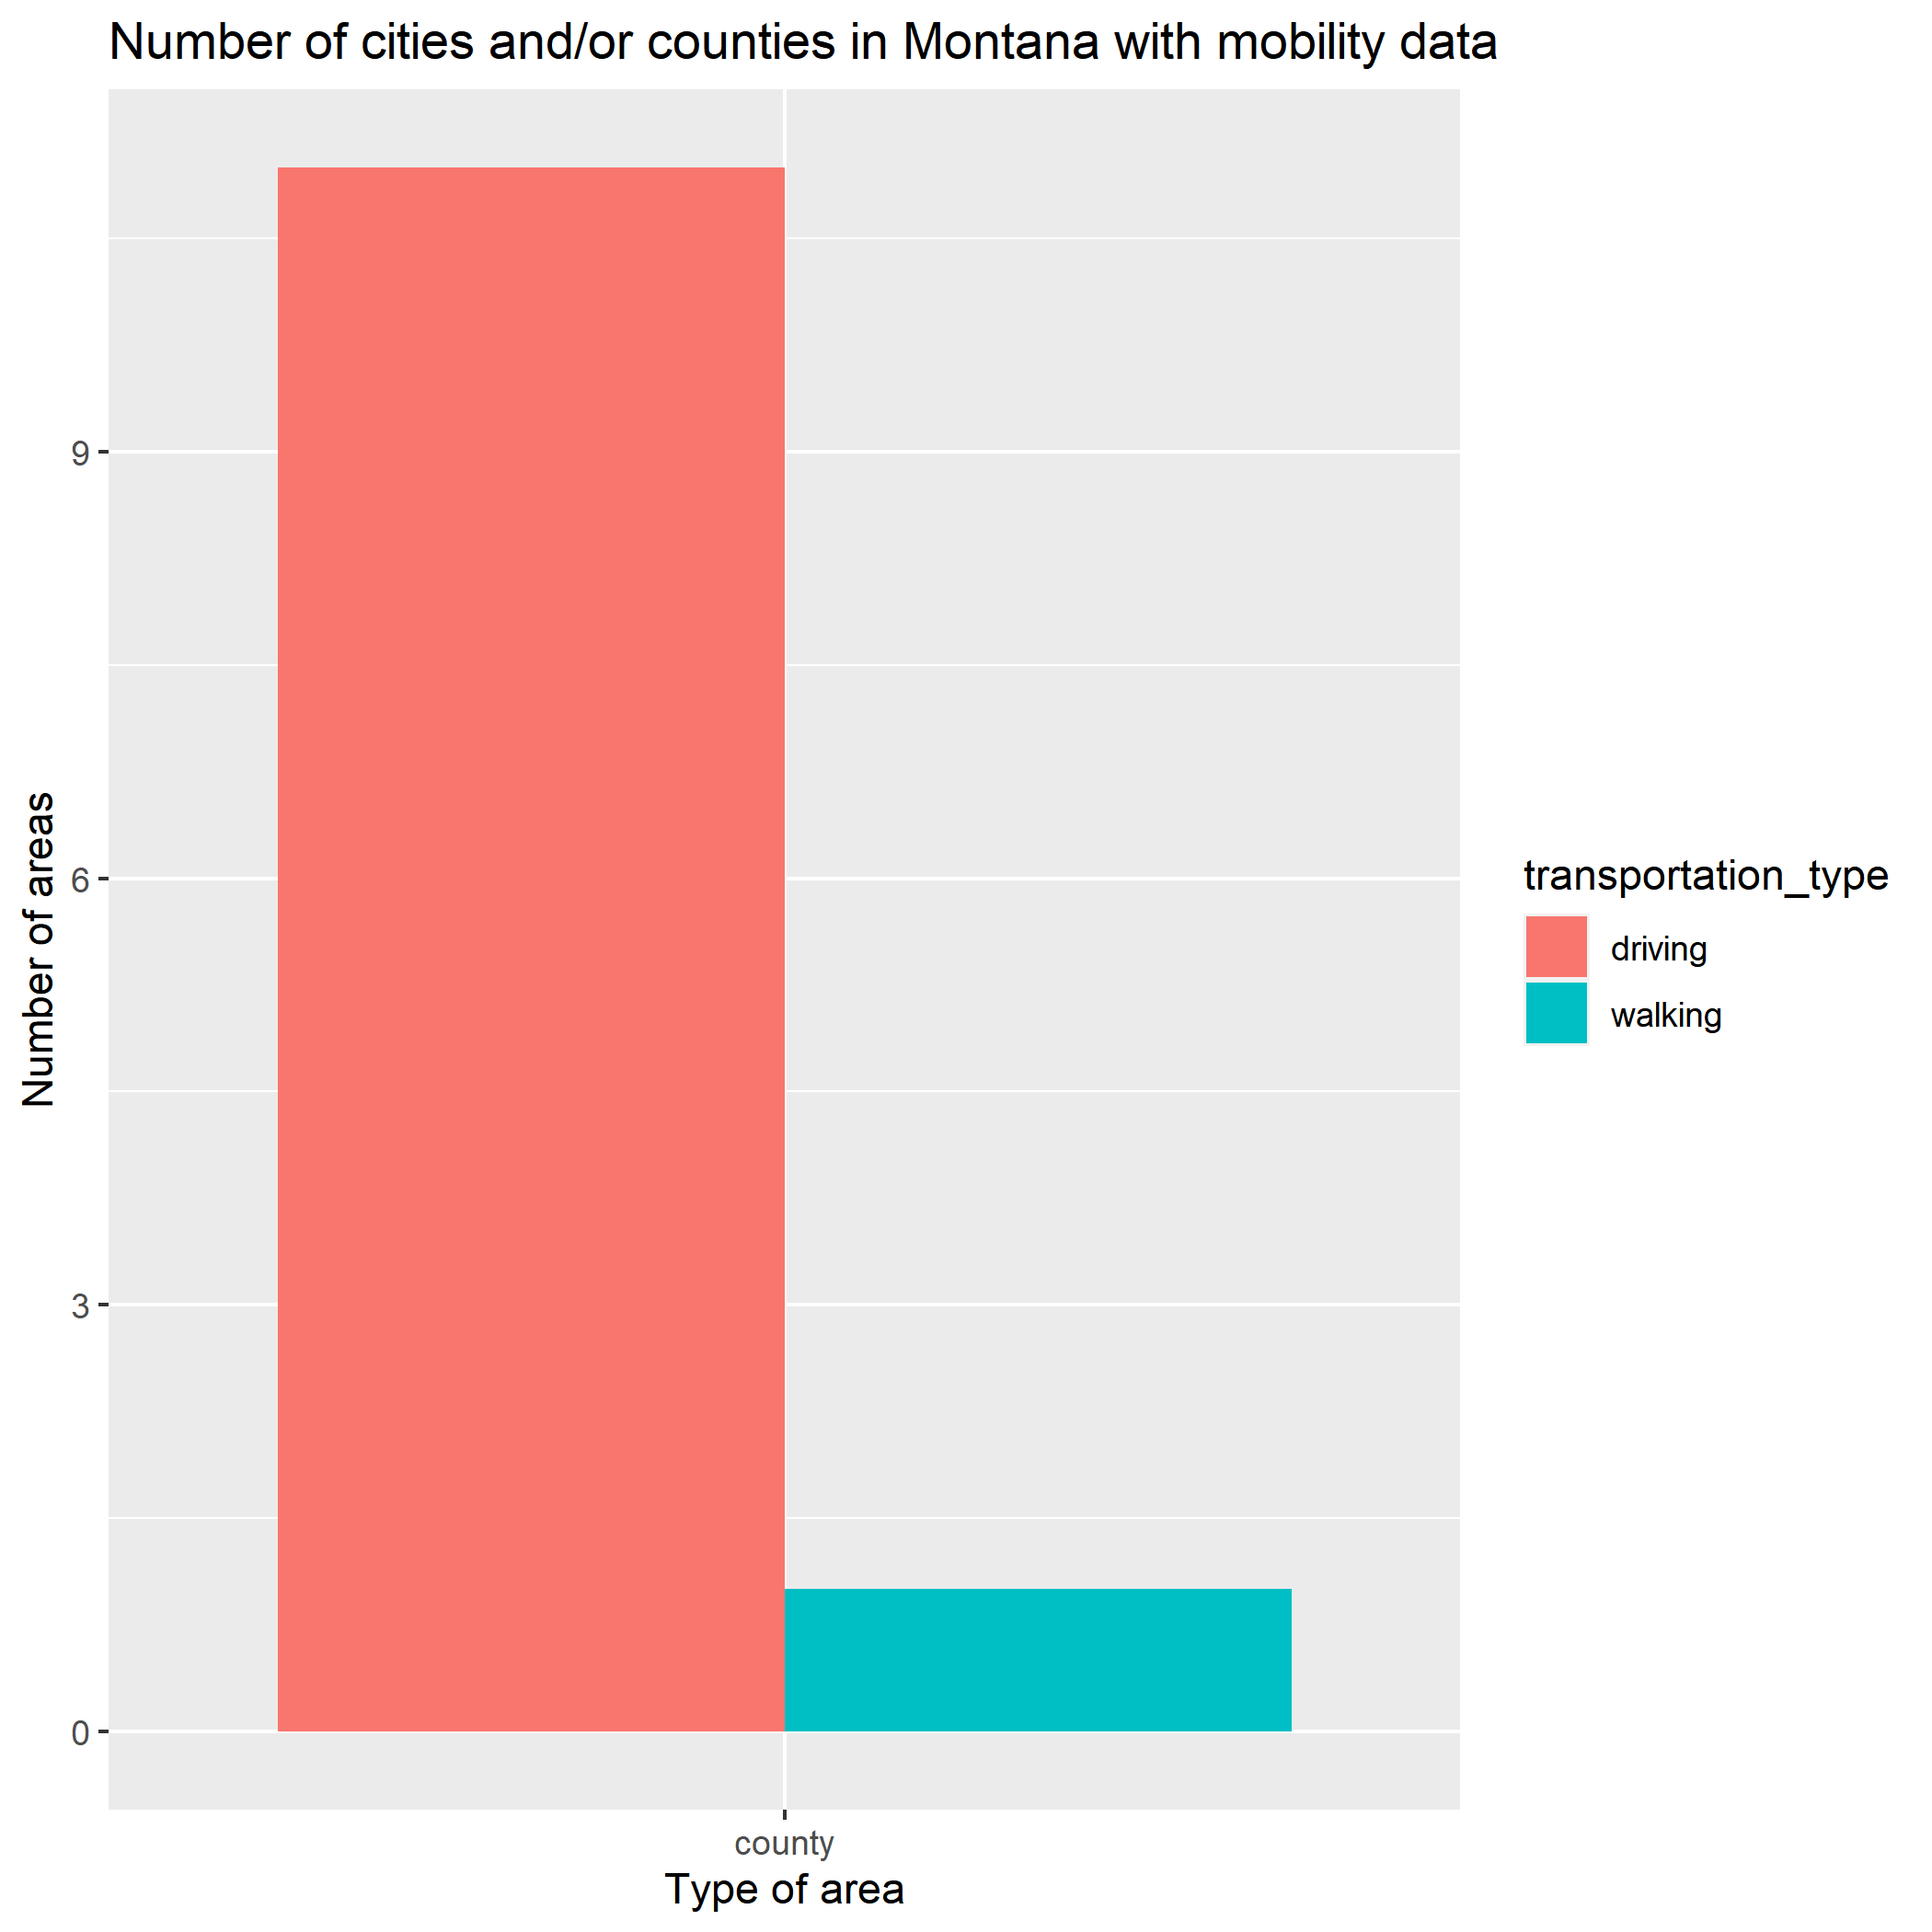 Number of cities and/or counties in Montana with mobility data
Number of areas
9
6
3
0
county
Type of area
transportation_type
driving
walking